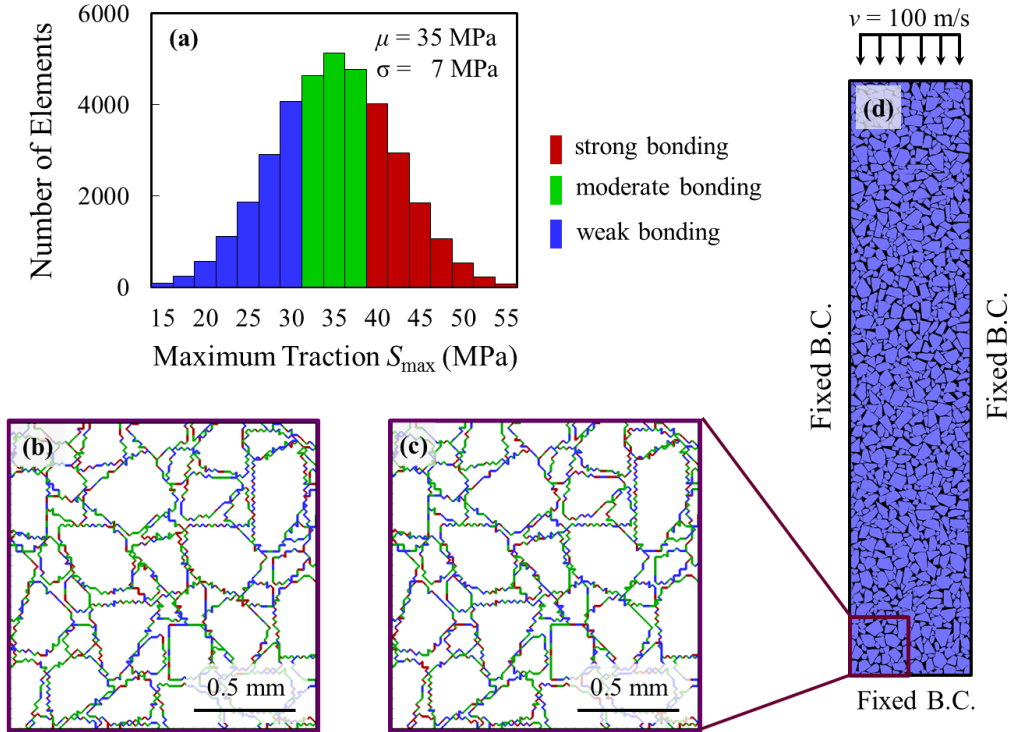 (a)
μ = 35 MPa
σ = 7 MPa
6000
4000
2000
0
Number of Elements
15 20 25 30 35 40 45 50 55
Maximum Traction Smax (MPa)
strong bonding
moderate bonding
weak bonding
(b)
0.5 mm
(c)
0.5 mm
v = 100 m/s
(d)
Fixed B.C.
Fixed B.C.
Fixed B.C.